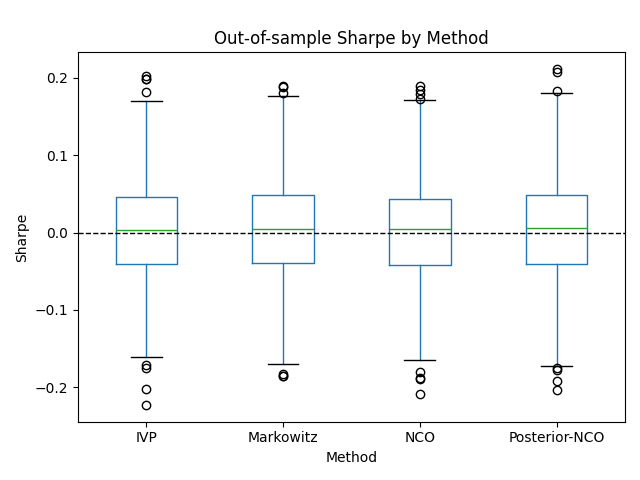 Out-of-sample Sharpe by Method
0.2
0.1
0.0
−0.1
−0.2
Sharpe
IVP Markowitz NCO Posterior-NCO
Method